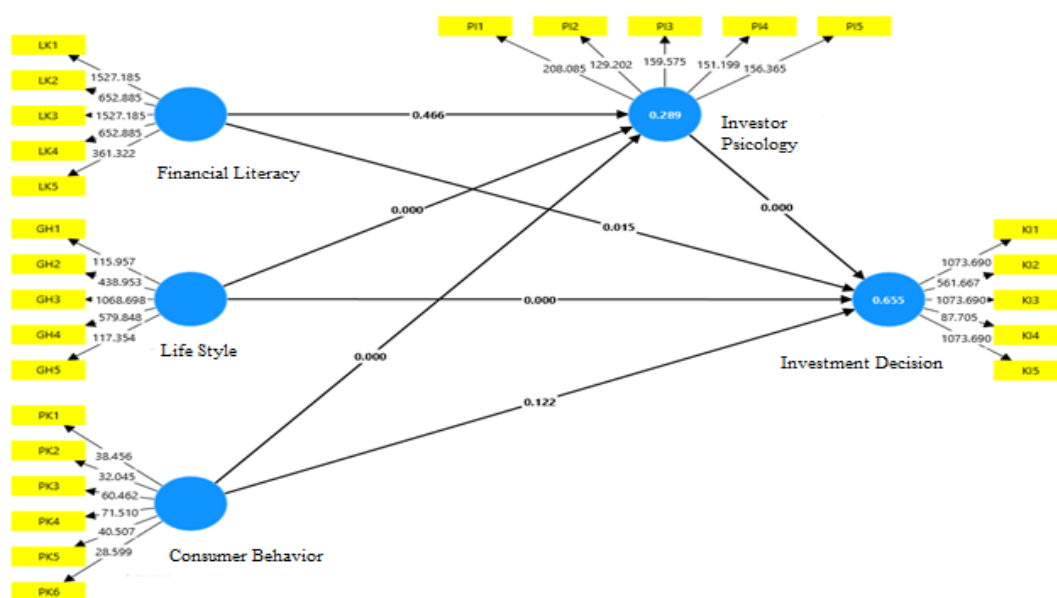 PI1 PI2 PI3 PI4 PI5
208.085 129.202 159.575 151.199 156.365
LK1
LK2
LK3
LK4
LK5
1527.185
652.885
1527.185
652.885
361.322
Financial Literacy
0.466
0.289
Investor
Psicology
0.000
0.015
0.000
GH1
GH2
GH3
GH4
GH5
115.957
438.953
1068.698
579.848
117.354
Life Style
0.000
0.655
Investment Decision
KI1
KI2
KI3
KI4
KI5
1073.690
561.667
1073.690
87.705
1073.690
0.000
0.122
PK1
PK2
PK3
PK4
PK5
PK6
38.456
32.045
60.462
71.510
40.507
28.599
Consumer Behavior